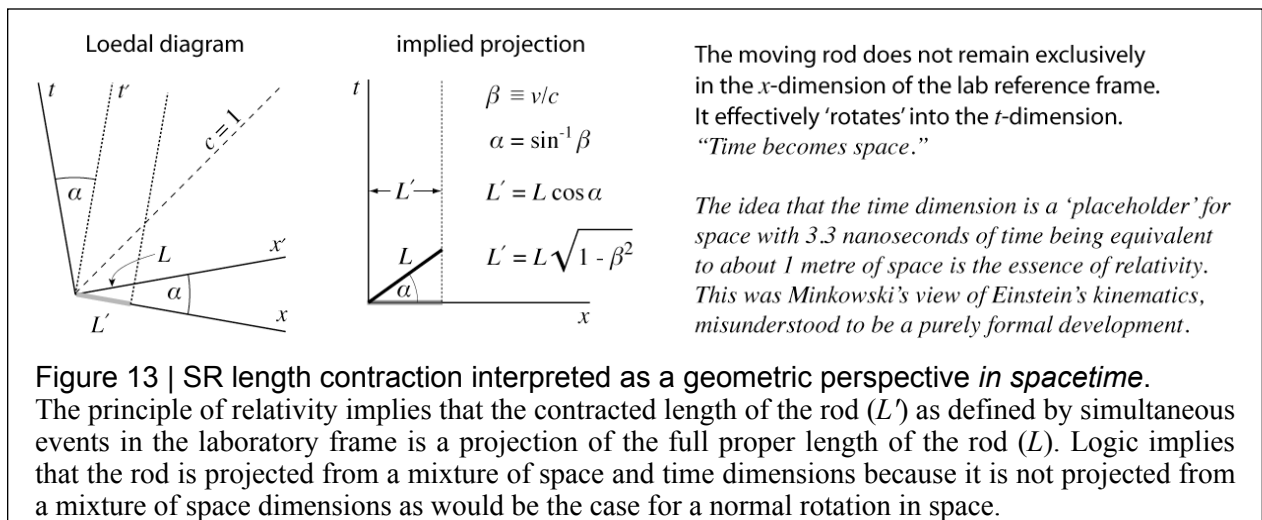 Loedal diagram
t
t′
α
c = 1
L
x′
α
L′
x
implied projection
t
β ≡ v/c
α = sin⁻¹ β
L′
L′ = L cos α
L
α
L′ = L √1 - β²
x
The moving rod does not remain exclusively
in the x-dimension of the lab reference frame.
It effectively ‘rotates’ into the t-dimension.
“Time becomes space.”
The idea that the time dimension is a ‘placeholder’ for
space with 3.3 nanoseconds of time being equivalent
to about 1 metre of space is the essence of relativity.
This was Minkowski’s view of Einstein’s kinematics,
misunderstood to be a purely formal development.
Figure 13 | SR length contraction interpreted as a geometric perspective in spacetime.
The principle of relativity implies that the contracted length of the rod (L′) as defined by simultaneous
events in the laboratory frame is a projection of the full proper length of the rod (L). Logic implies
that the rod is projected from a mixture of space and time dimensions because it is not projected from
a mixture of space dimensions as would be the case for a normal rotation in space.